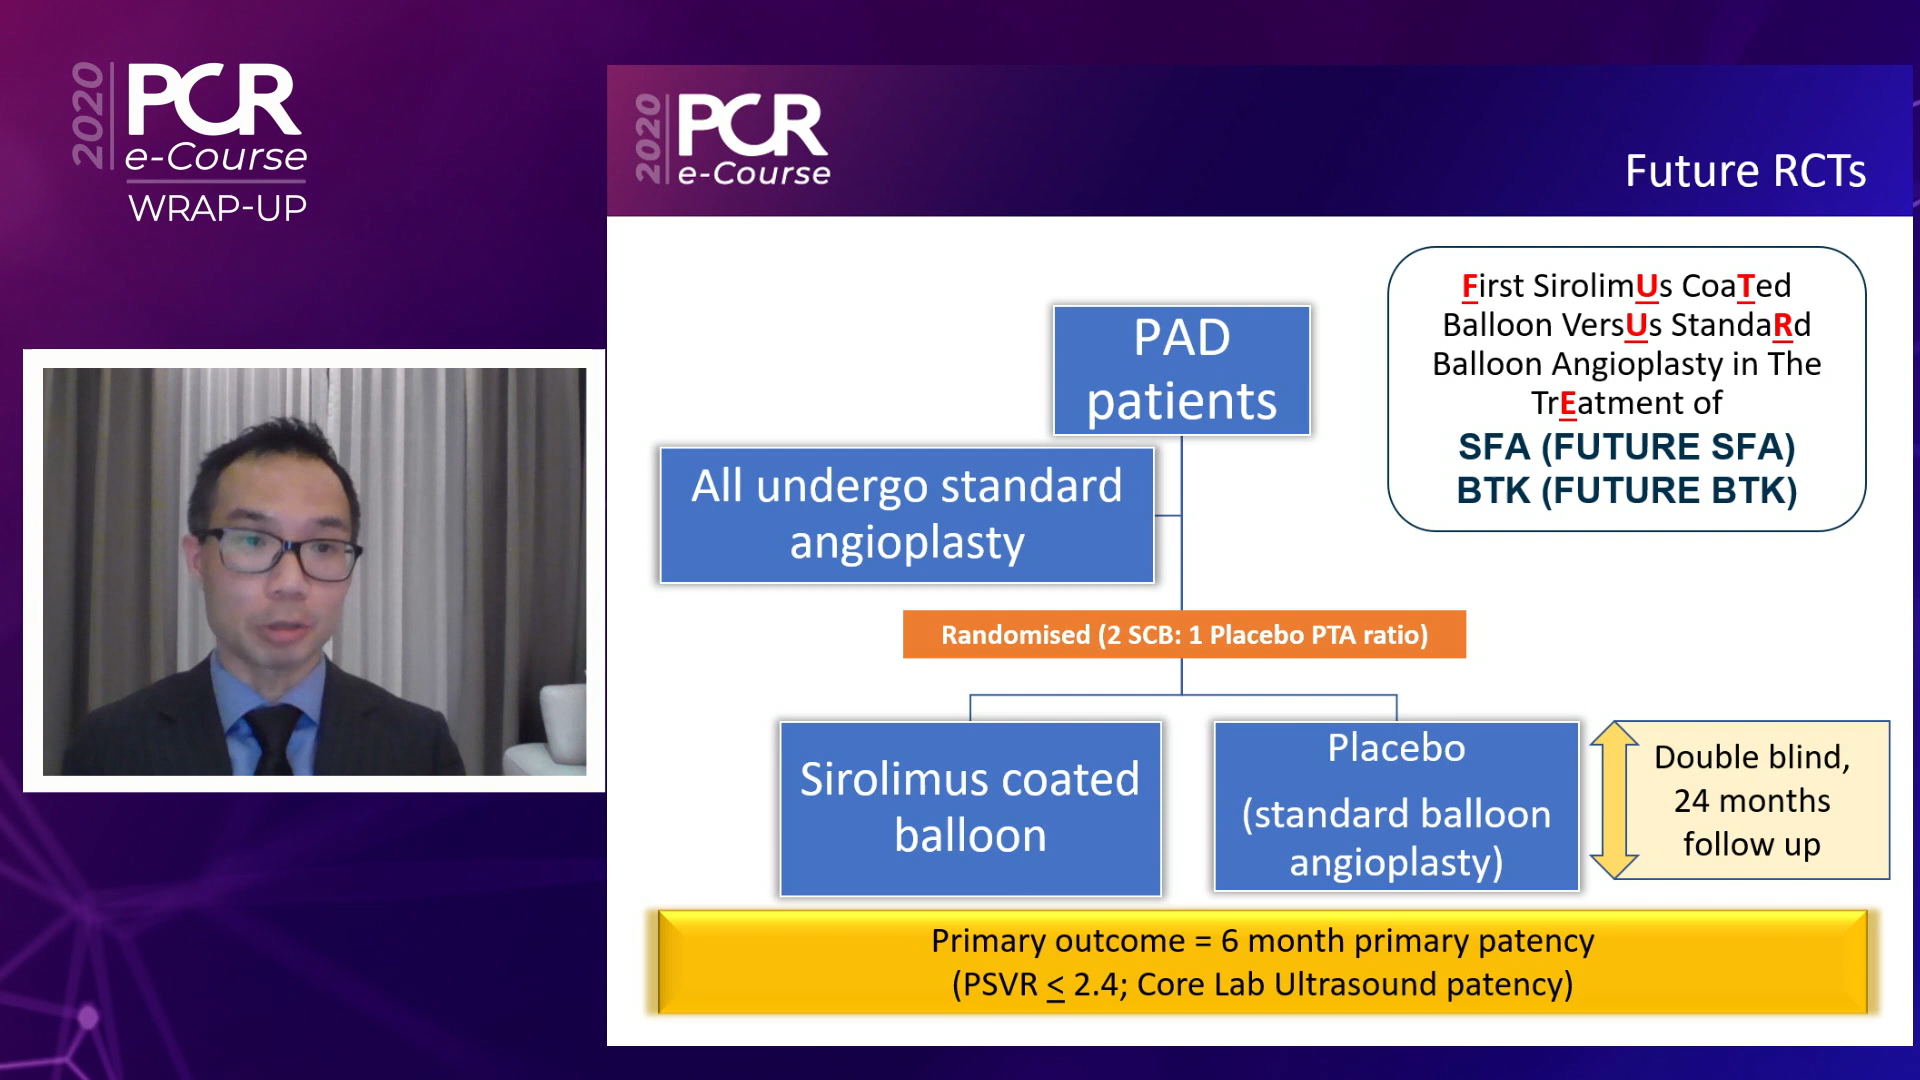 2020
PCR
e-Course
WRAP-UP
2020
PCR
e-Course
Future RCTs
First SirolimUs CoaTed
Balloon VersUs StandaRd
Balloon Angioplasty in The
TrEatment of
SFA (FUTURE SFA)
BTK (FUTURE BTK)
PAD
patients
All undergo standard
angioplasty
Randomised (2 SCB: 1 Placebo PTA ratio)
Sirolimus coated
balloon
Placebo
(standard balloon
angioplasty)
Double blind,
24 months
follow up
Primary outcome = 6 month primary patency
(PSVR ≤ 2.4; Core Lab Ultrasound patency)